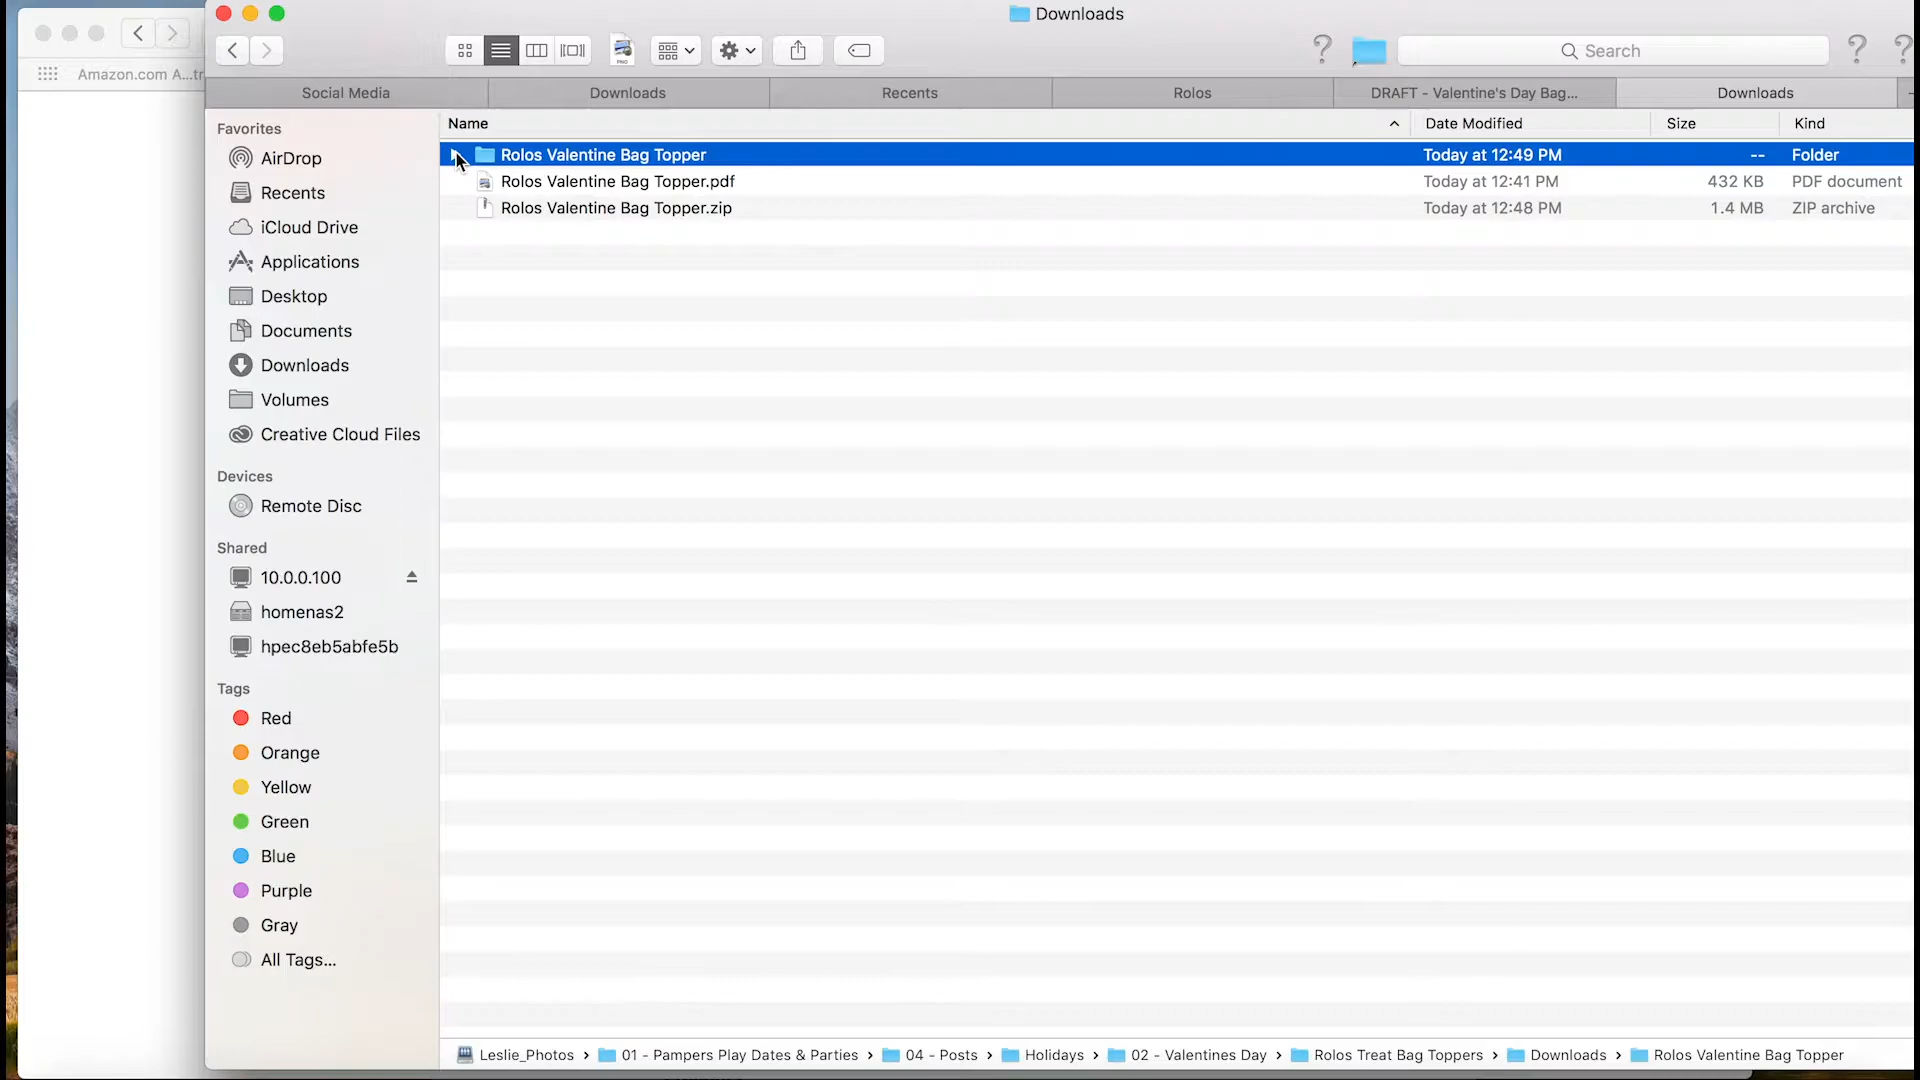 Downloads
Amazon.com A...tr
PNG
Search
Social Media
Downloads
Recents
Rolos
DRAFT - Valentine's Day Bag...
Downloads
Name
Date Modified
Size
Kind
Rolos Valentine Bag Topper
Today at 12:49 PM
--
Folder
Rolos Valentine Bag Topper.pdf
Today at 12:41 PM
432 KB
PDF document
Rolos Valentine Bag Topper.zip
Today at 12:48 PM
1.4 MB
ZIP archive
Favorites
AirDrop
Recents
iCloud Drive
Applications
Desktop
Documents
Downloads
Volumes
Creative Cloud Files
Devices
Remote Disc
Shared
10.0.0.100
homenas2
hpec8eb5abfe5b
Tags
Red
Orange
Yellow
Green
Blue
Purple
Gray
All Tags...
Leslie_Photos › 01 - Pampers Play Dates & Parties › 04 - Posts › Holidays › 02 - Valentines Day › Rolos Treat Bag Toppers › Downloads › Rolos Valentine Bag Topper